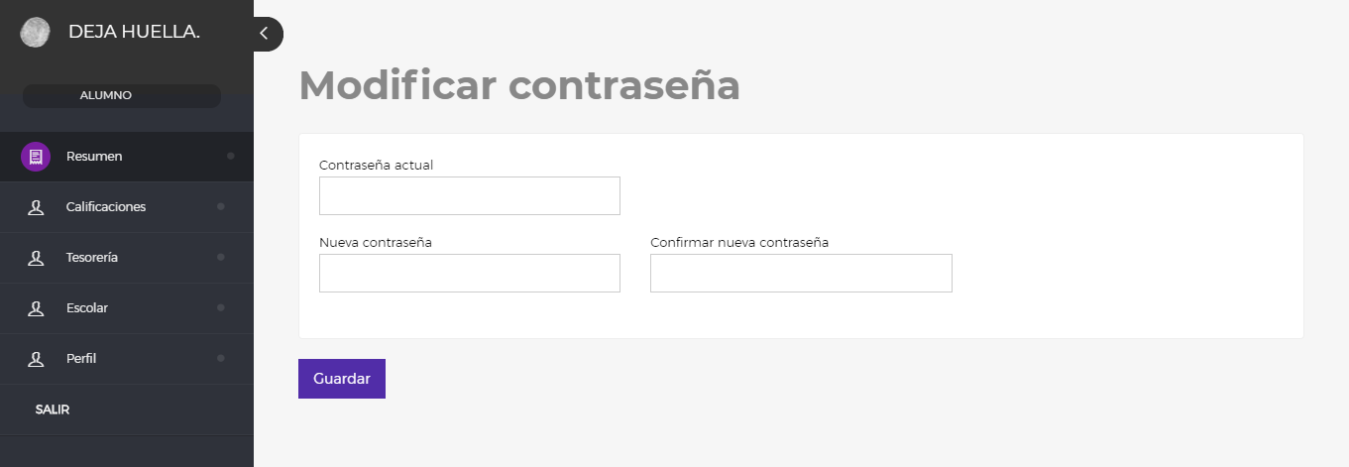 DEJA HUELLA.
ALUMNO
Resumen
Calificaciones
Tesorería
Escolar
Perfil
SALIR
Modificar contraseña
Contraseña actual
Nueva contraseña
Confirmar nueva contraseña
Guardar